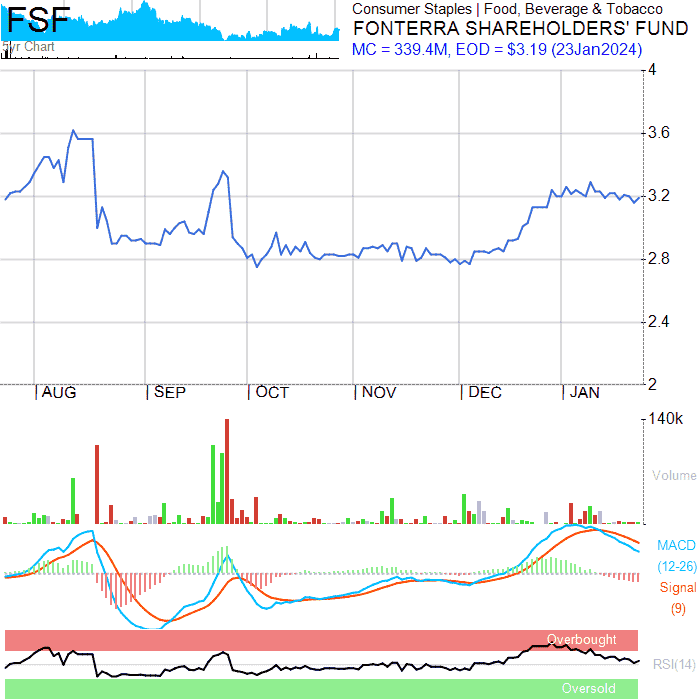 FSF
5yr Chart
Consumer Staples | Food, Beverage & Tobacco
FONTERRA SHAREHOLDERS' FUND
MC = 339.4M, EOD = $3.19 (23Jan2024)
4
3.6
3.2
2.8
2.4
2
AUG SEP OCT NOV DEC JAN
140k
Volume
MACD
(12-26)
Signal
(9)
Overbought
RSI(14)
Oversold